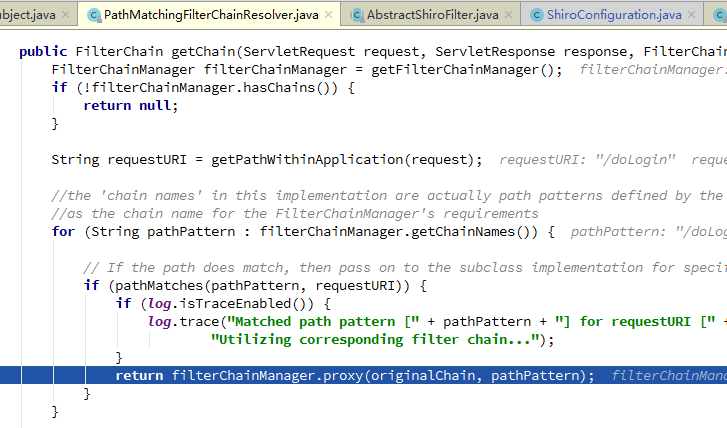 ubject.java × PathMatchingFilterChainResolver.java × AbstractShiroFilter.java × ShiroConfiguration.java ×
public FilterChain getChain(ServletRequest request, ServletResponse response, FilterChain
FilterChainManager filterChainManager = getFilterChainManager(); filterChainManager:
if (!filterChainManager.hasChains()) {
return null;
}
String requestURI = getPathWithinApplication(request); requestURI: "/doLogin" reque
//the 'chain names' in this implementation are actually path patterns defined by the
//as the chain name for the FilterChainManager's requirements
for (String pathPattern : filterChainManager.getChainNames()) { pathPattern: "/doLo
// If the path does match, then pass on to the subclass implementation for specif
if (pathMatches(pathPattern, requestURI)) {
if (log.isTraceEnabled()) {
log.trace("Matched path pattern [" + pathPattern + "] for requestURI [" +
"Utilizing corresponding filter chain...");
}
return filterChainManager.proxy(originalChain, pathPattern); filterChainMana
}
}